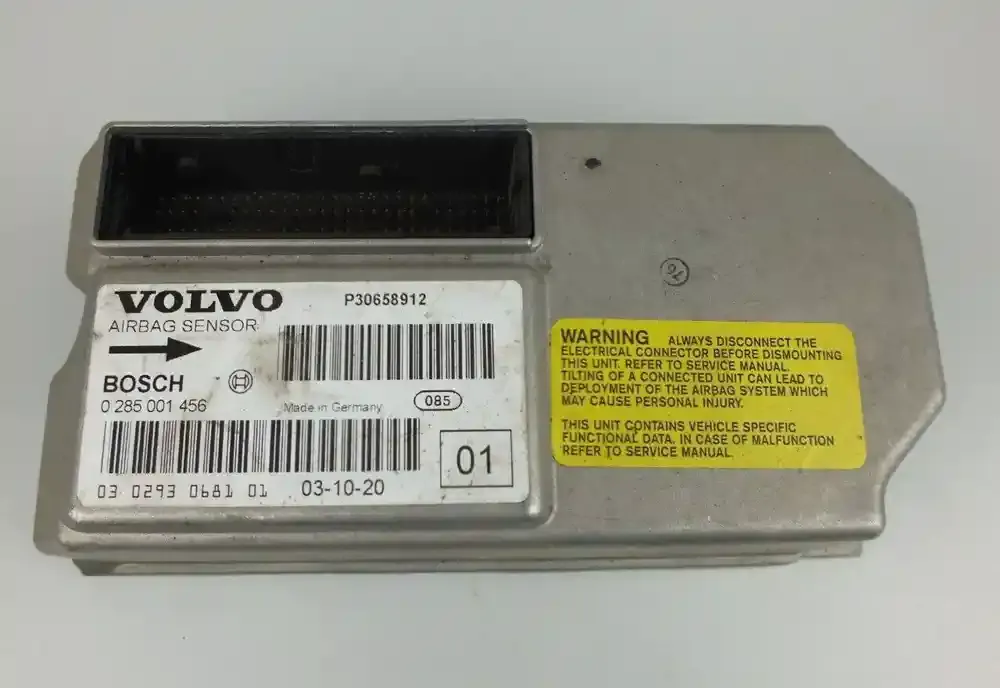 VOLVO
P30658912
AIRBAG SENSOR
BOSCH
0 285 001 456
Made in Germany
085
01
03 0293 0681 01
03-10-20
76
WARNING ALWAYS DISCONNECT THE
ELECTRICAL CONNECTOR BEFORE DISMOUNTING
THIS UNIT. REFER TO SERVICE MANUAL.
TILTING OF A CONNECTED UNIT CAN LEAD TO
DEPLOYMENT OF THE AIRBAG SYSTEM WHICH
MAY CAUSE PERSONAL INJURY.
THIS UNIT CONTAINS VEHICLE SPECIFIC
FUNCTIONAL DATA. IN CASE OF MALFUNCTION
REFER TO SERVICE MANUAL.